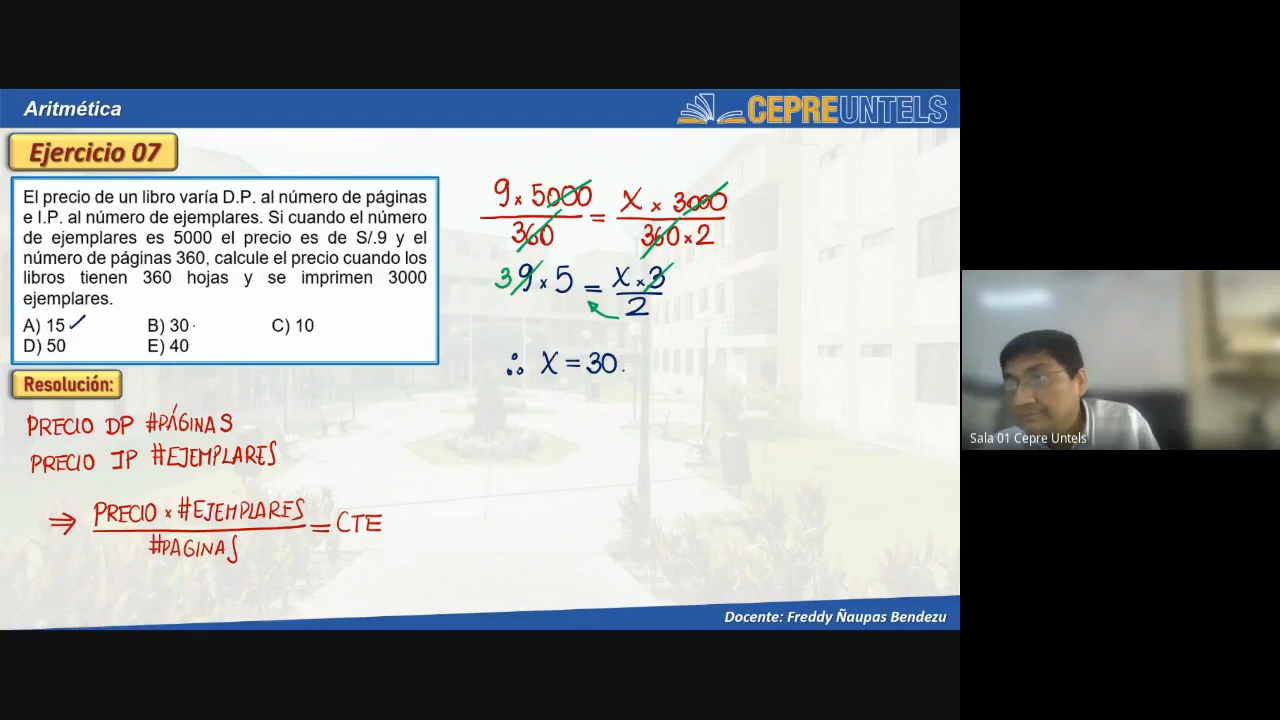 Aritmética
CEPREUNTELS
Ejercicio 07
El precio de un libro varía D.P. al número de páginas
e I.P. al número de ejemplares. Si cuando el número
de ejemplares es 5000 el precio es de S/.9 y el
número de páginas 360, calcule el precio cuando los
libros tienen 360 hojas y se imprimen 3000
ejemplares.
A) 15 ✓ B) 30 C) 10
D) 50 E) 40
Resolución:
PRECIO DP #PÁGINAS
PRECIO IP #EJEMPLARES
⇒ PRECIO × #EJEMPLARES / #PAGINAS = CTE
9 × 5000 / 360 = X × 3000 / 360 × 2
3 9 × 5 = X × 3 / 2
∴ X = 30.
Sala 01 Cepre Untels
Docente: Freddy Ñaupas Bendezu